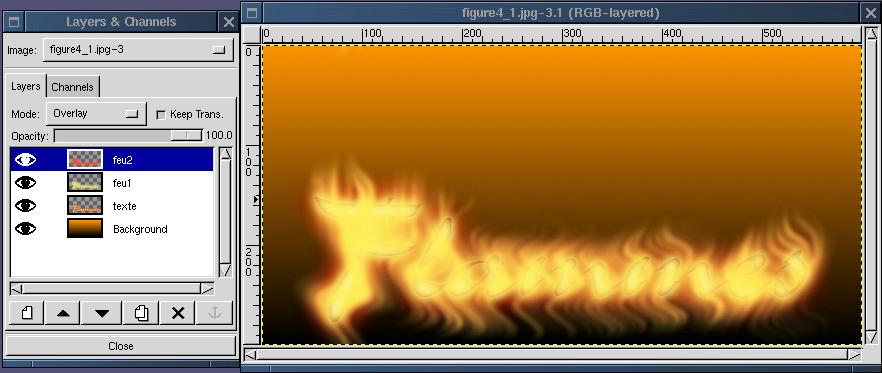 Layers & Channels
Image: figure4_1.jpg-3
Layers Channels
Mode: Overlay Keep Trans.
Opacity: 100.0
feu2
feu1
texte
Background
Close
figure4_1.jpg-3.1 (RGB-layered)
0 100 200 300 400 500
0
100
200
Flammes